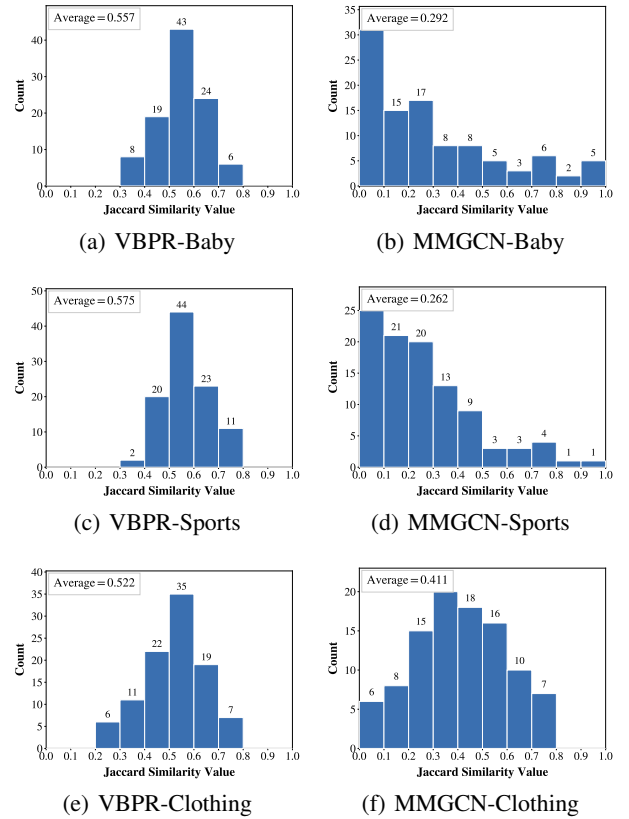 Average = 0.557
43
24
19
8
6
Count
40
30
20
10
0
0.0 0.1 0.2 0.3 0.4 0.5 0.6 0.7 0.8 0.9 1.0
Jaccard Similarity Value
(a) VBPR-Baby
Average = 0.292
15
17
8
8
5
3
6
2
5
Count
35
30
25
20
15
10
5
0
0.0 0.1 0.2 0.3 0.4 0.5 0.6 0.7 0.8 0.9 1.0
Jaccard Similarity Value
(b) MMGCN-Baby
Average = 0.575
44
23
20
11
2
Count
50
40
30
20
10
0
0.0 0.1 0.2 0.3 0.4 0.5 0.6 0.7 0.8 0.9 1.0
Jaccard Similarity Value
(c) VBPR-Sports
Average = 0.262
21
20
13
9
3
3
4
1
1
Count
25
20
15
10
5
0
0.0 0.1 0.2 0.3 0.4 0.5 0.6 0.7 0.8 0.9 1.0
Jaccard Similarity Value
(d) MMGCN-Sports
Average = 0.522
35
22
19
11
6
7
Count
40
35
30
25
20
15
10
5
0
0.0 0.1 0.2 0.3 0.4 0.5 0.6 0.7 0.8 0.9 1.0
Jaccard Similarity Value
(e) VBPR-Clothing
Average = 0.411
18
16
15
10
8
7
6
Count
20
15
10
5
0
0.0 0.1 0.2 0.3 0.4 0.5 0.6 0.7 0.8 0.9 1.0
Jaccard Similarity Value
(f) MMGCN-Clothing